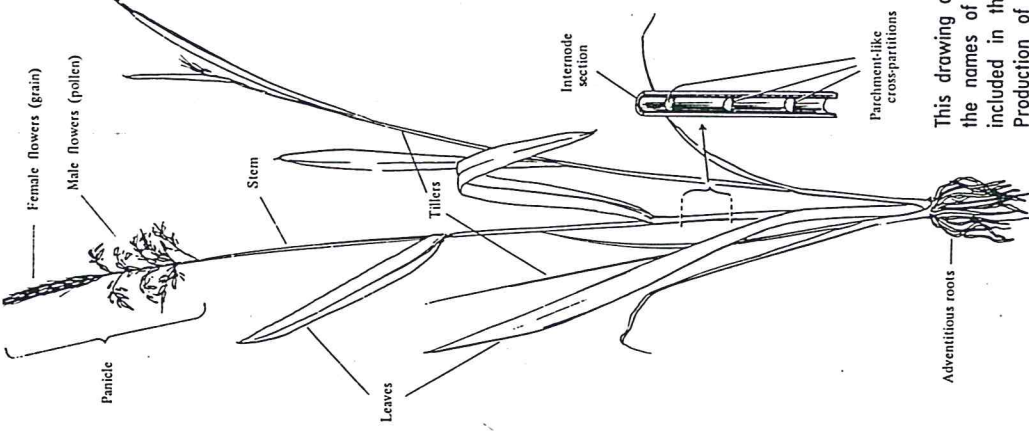 Female flowers (grain)
Male flowers (pollen)
Panicle
Stem
Leaves
Tillers
Internode
section
Parchment-like
cross-partitions
Adventitious roots
This drawing
the names of
included in
Production of